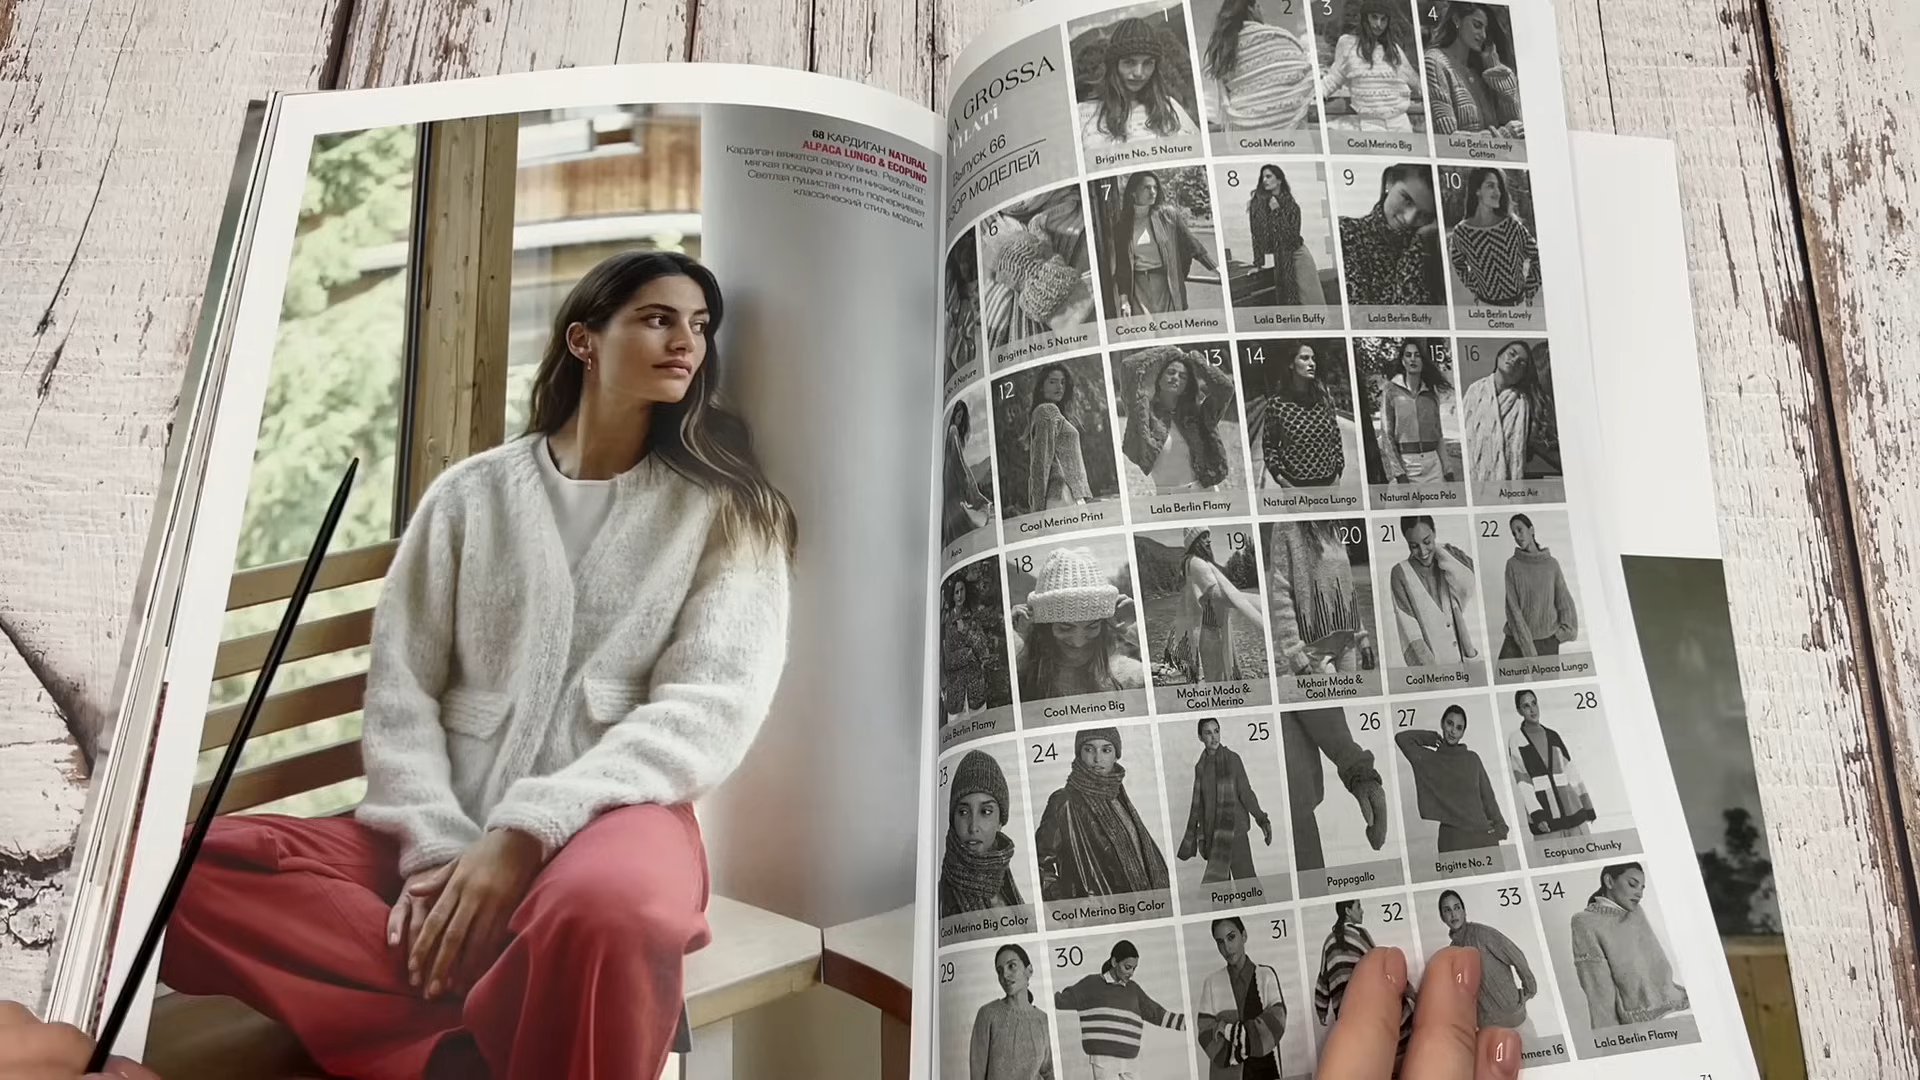 68 КАРДИГАН NATURAL
ALPACA LUNGO & ECOPUNO
Кардиган вяжется сверху вниз. Результат:
мягкая посадка и почти никаких швов.
Светлая пушистая нить подчеркивает
классический стиль модели.
GROSSA
Выпуск 66
МОДЕЛЕЙ
1
Brigitte No. 5 Nature
2
Cool Merino
3
Cool Merino Big
4
Lala Berlin Lovely
Cotton
No. 5 Nature
6
Brigitte No. 5 Nature
7
Cocco & Cool Merino
8
Lala Berlin Buffy
9
Lala Berlin Buffy
10
Lala Berlin Lovely
Cotton
12
Cool Merino Print
13
Lala Berlin Flamy
14
Natural Alpaca Lungo
15
Natural Alpaca Pelo
16
Alpaca Air
Lala Berlin Flamy
18
Cool Merino Big
19
Mohair Moda &
Cool Merino
20
Mohair Moda &
Cool Merino
21
Cool Merino Big
22
Natural Alpaca Lungo
23
Cool Merino Big Color
24
Cool Merino Big Color
25
Pappagallo
26
Pappagallo
27
Brigitte No. 2
28
Ecopuno Chunky
29
30
31
32
33
16
34
Lala Berlin Flamy